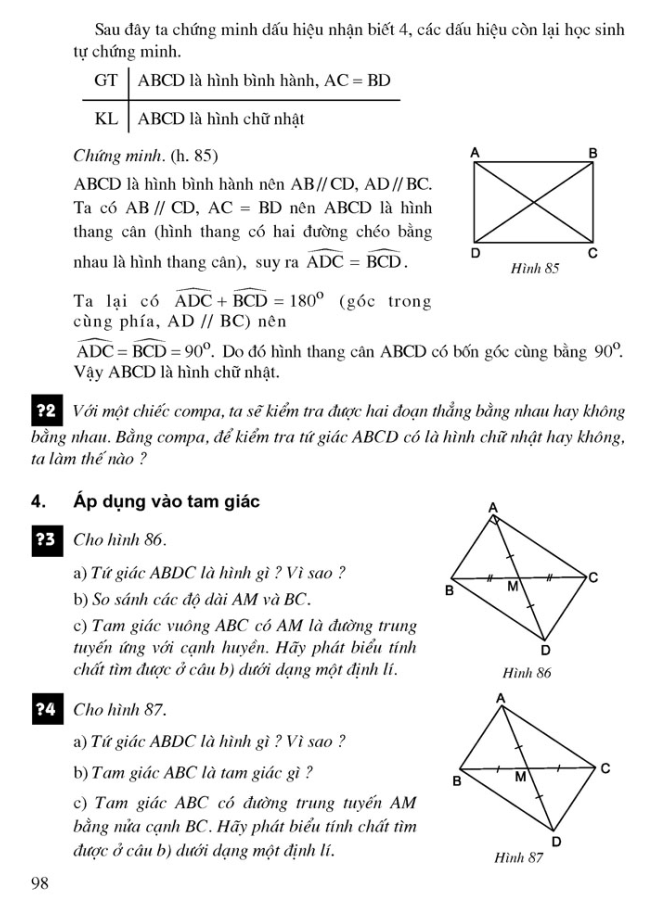 Sau đây ta chứng minh dấu hiệu nhận biết 4, các dấu hiệu còn lại học sinh
tự chứng minh.
GT ABCD là hình bình hành, AC = BD
KL ABCD là hình chữ nhật
Chứng minh. (h. 85)
ABCD là hình bình hành nên AB // CD, AD // BC.
Ta có AB // CD, AC = BD nên ABCD là hình
thang cân (hình thang có hai đường chéo bằng
nhau là hình thang cân), suy ra ADC = BCD.
A
B
D
C
Hình 85
Ta lại có ADC + BCD = 180° (góc trong
cùng phía, AD // BC) nên
ADC = BCD = 90°. Do đó hình thang cân ABCD có bốn góc cùng bằng 90°.
Vậy ABCD là hình chữ nhật.
?2 Với một chiếc compa, ta sẽ kiểm tra được hai đoạn thẳng bằng nhau hay không
bằng nhau. Bằng compa, để kiểm tra tứ giác ABCD có là hình chữ nhật hay không,
ta làm thế nào ?
4. Áp dụng vào tam giác
?3 Cho hình 86.
a) Tứ giác ABDC là hình gì ? Vì sao ?
b) So sánh các độ dài AM và BC.
c) Tam giác vuông ABC có AM là đường trung
tuyến ứng với cạnh huyền. Hãy phát biểu tính
chất tìm được ở câu b) dưới dạng một định lí.
A
B
M
C
D
Hình 86
?4 Cho hình 87.
a) Tứ giác ABDC là hình gì ? Vì sao ?
b) Tam giác ABC là tam giác gì ?
c) Tam giác ABC có đường trung tuyến AM
bằng nửa cạnh BC. Hãy phát biểu tính chất tìm
được ở câu b) dưới dạng một định lí.
A
B
M
C
D
Hình 87
98